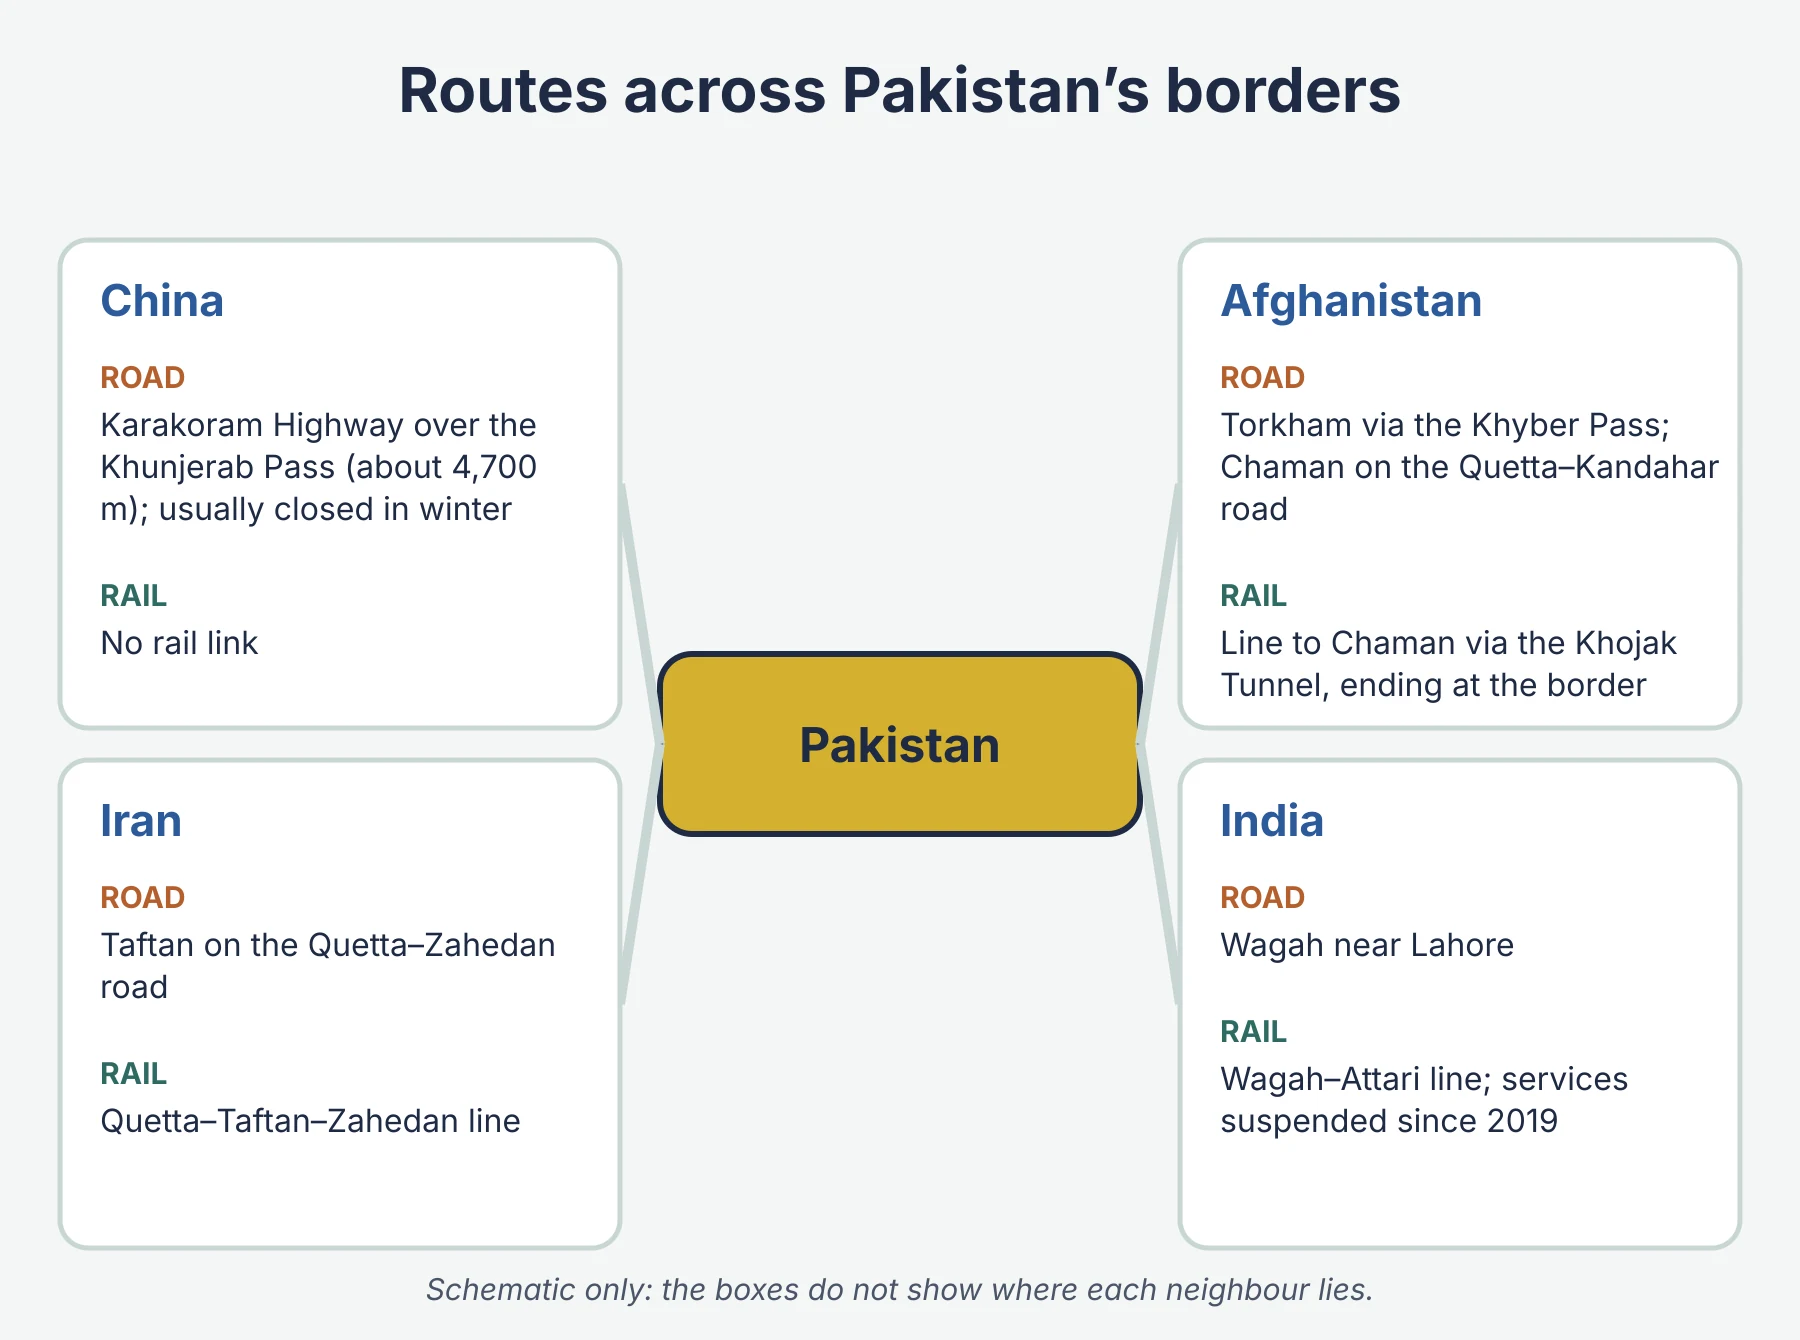 Routes across Pakistan’s borders
China
ROAD
Karakoram Highway over the
Khunjerab Pass (about 4,700
m); usually closed in winter
RAIL
No rail link
Afghanistan
ROAD
Torkham via the Khyber Pass;
Chaman on the Quetta–Kandahar
road
RAIL
Line to Chaman via the Khojak
Tunnel, ending at the border
Pakistan
Iran
ROAD
Taftan on the Quetta–Zahedan
road
RAIL
Quetta–Taftan–Zahedan line
India
ROAD
Wagah near Lahore
RAIL
Wagah–Attari line; services
suspended since 2019
Schematic only: the boxes do not show where each neighbour lies.